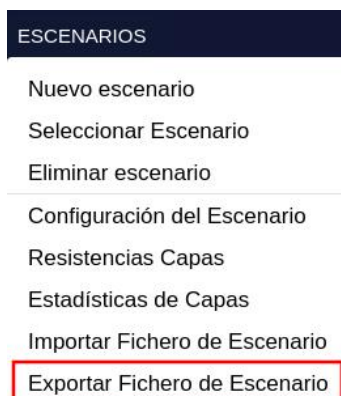 ESCENARIOS
Nuevo escenario
Seleccionar Escenario
Eliminar escenario
Configuración del Escenario
Resistencias Capas
Estadísticas de Capas
Importar Fichero de Escenario
Exportar Fichero de Escenario